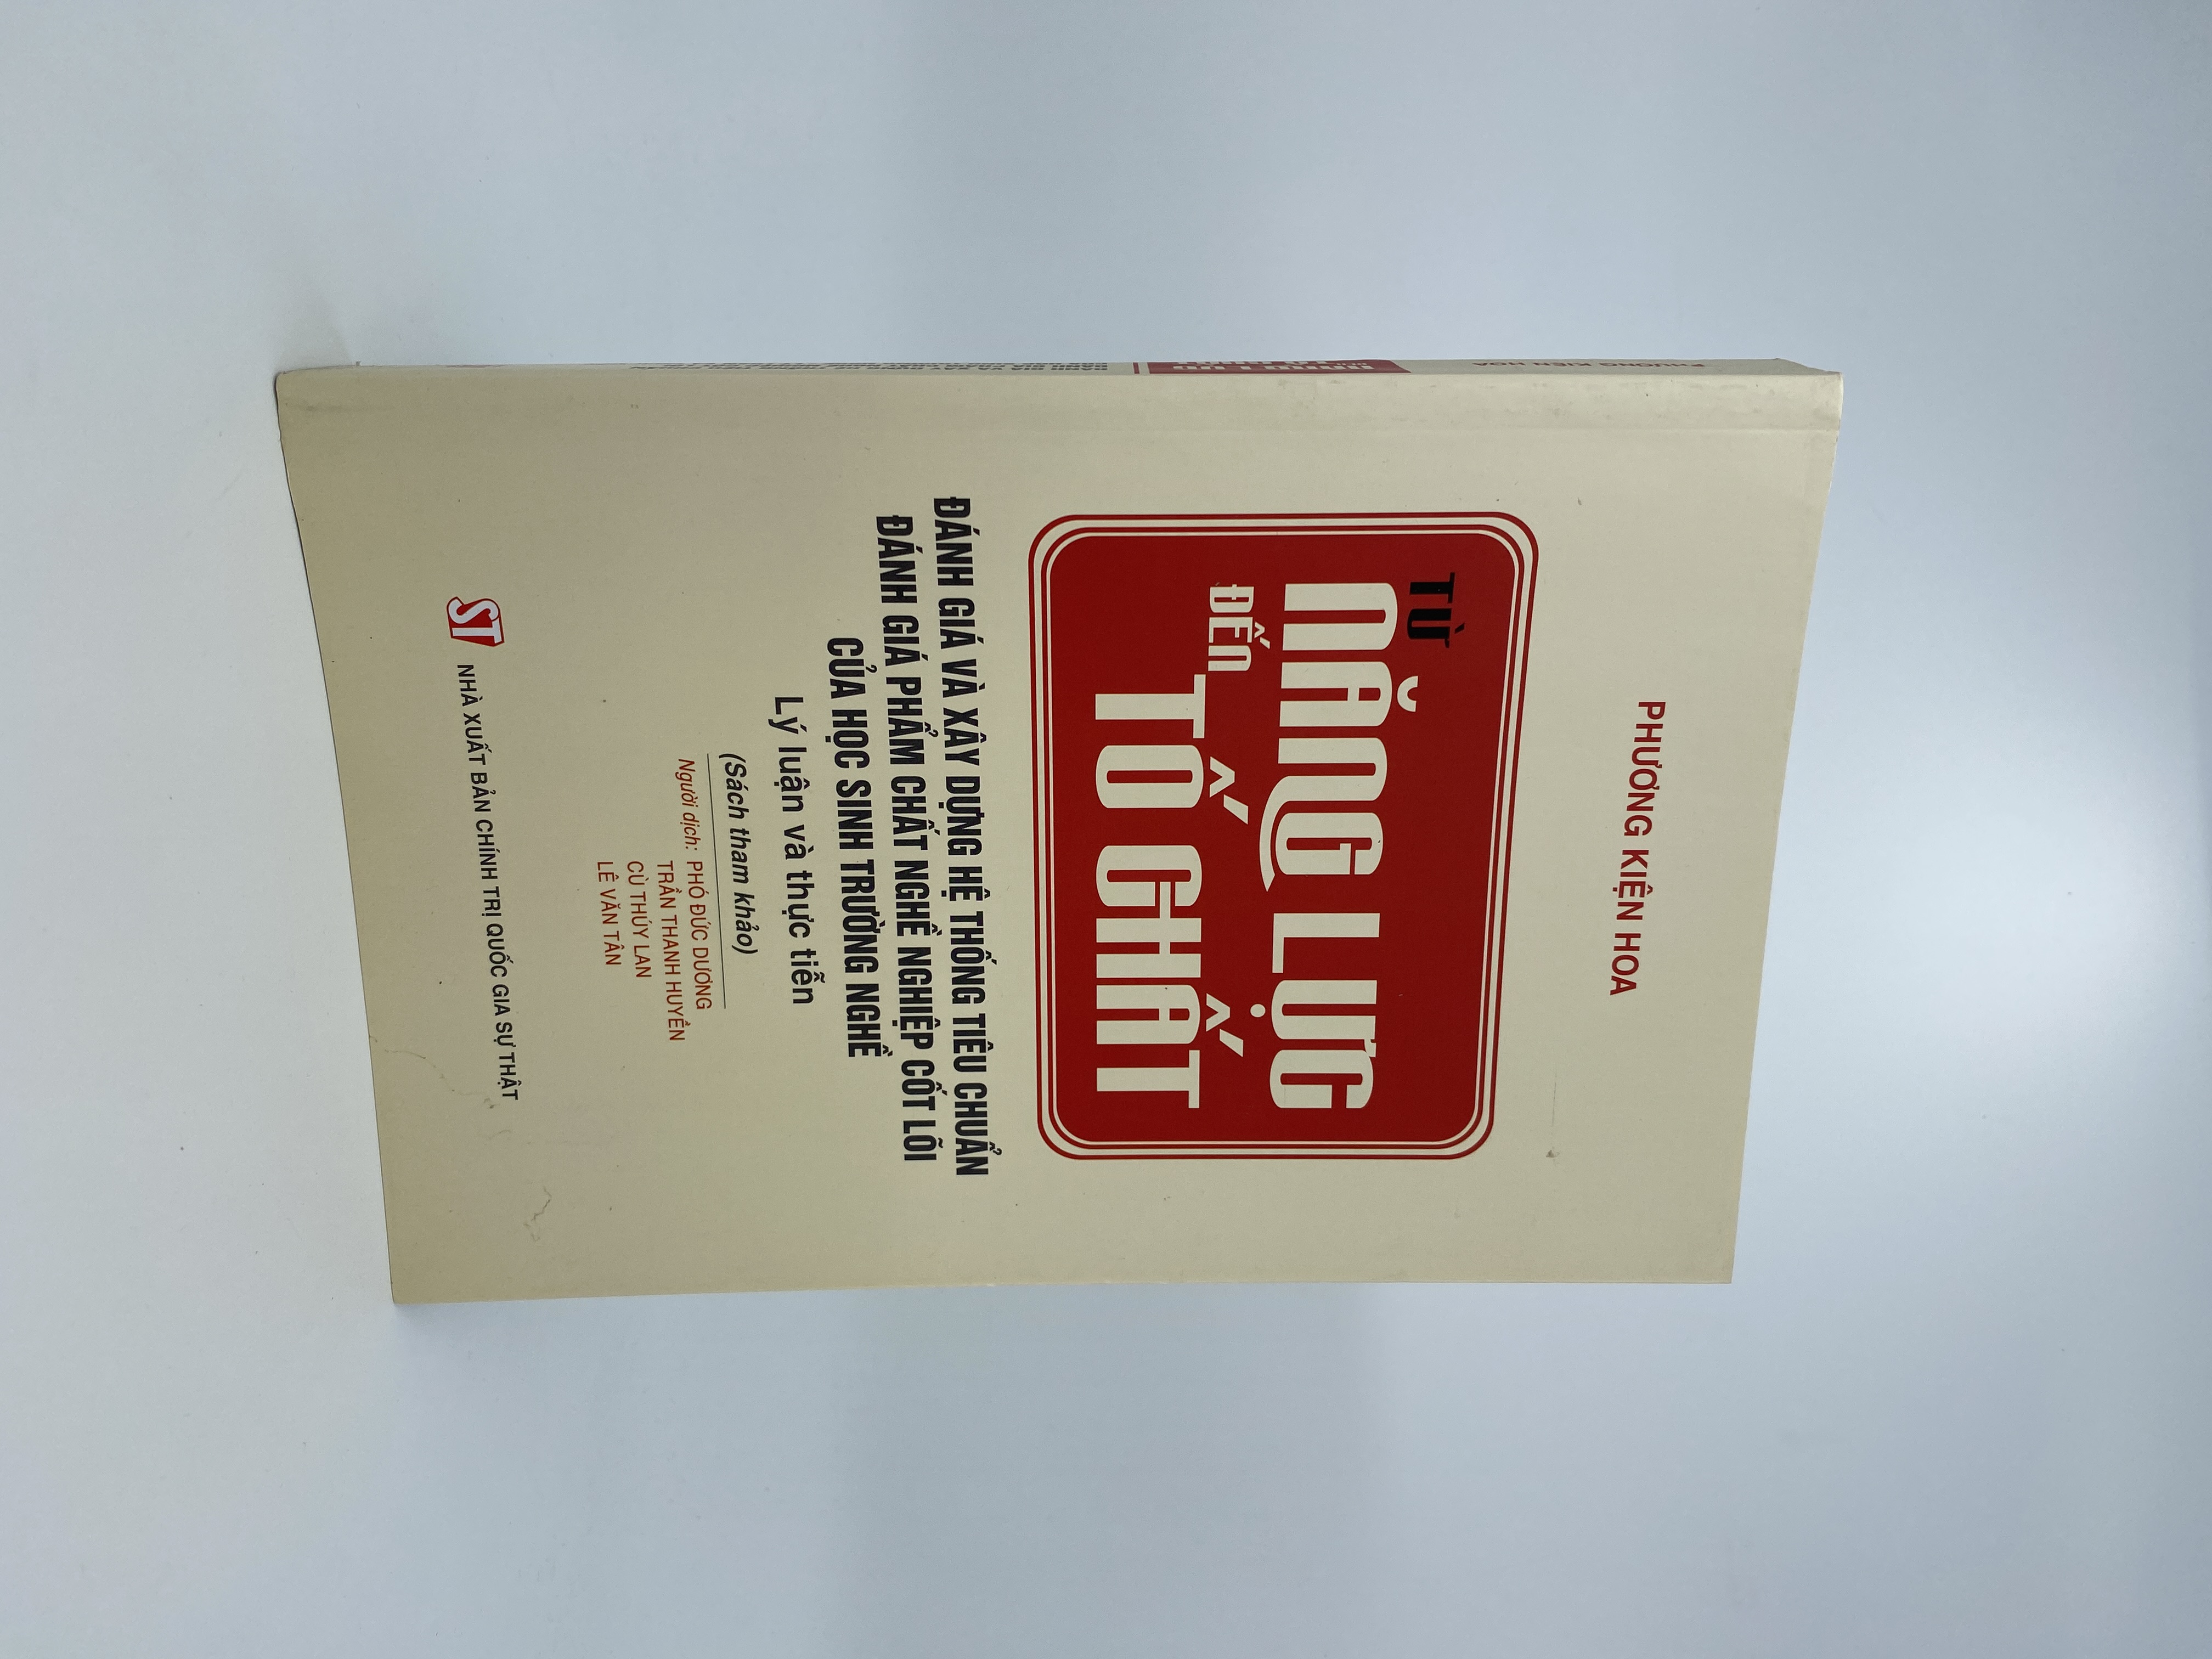 PHƯƠNG KIỆN HOA
TỪ
NĂNG LỰC
ĐẾN
TỐ CHẤT
ĐÁNH GIÁ VÀ XÂY DỰNG HỆ THỐNG TIÊU CHUẨN
ĐÁNH GIÁ PHẨM CHẤT NGHỀ NGHIỆP CỐT LÕI
CỦA HỌC SINH TRƯỜNG NGHỀ
Lý luận và thực tiễn
(Sách tham khảo)
Người dịch: PHÓ ĐỨC DƯƠNG
TRẦN THANH HUYỀN
CÙ THÚY LAN
LÊ VĂN TÂN
ST NHÀ XUẤT BẢN CHÍNH TRỊ QUỐC GIA SỰ THẬT
PHƯƠNG KIỆN HOA